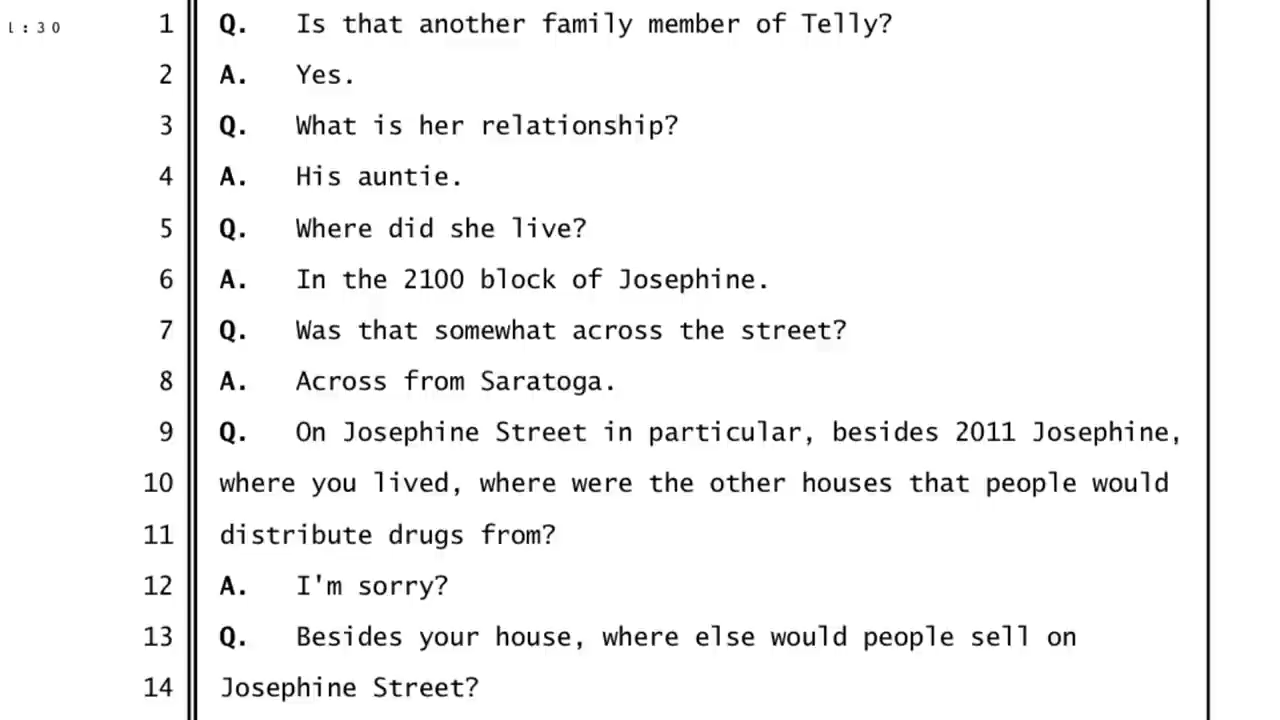 1 Q. Is that another family member of Telly?
2 A. Yes.
3 Q. What is her relationship?
4 A. His auntie.
5 Q. Where did she live?
6 A. In the 2100 block of Josephine.
7 Q. Was that somewhat across the street?
8 A. Across from Saratoga.
9 Q. On Josephine Street in particular, besides 2011 Josephine,
10 where you lived, where were the other houses that people would
11 distribute drugs from?
12 A. I'm sorry?
13 Q. Besides your house, where else would people sell on
14 Josephine Street?